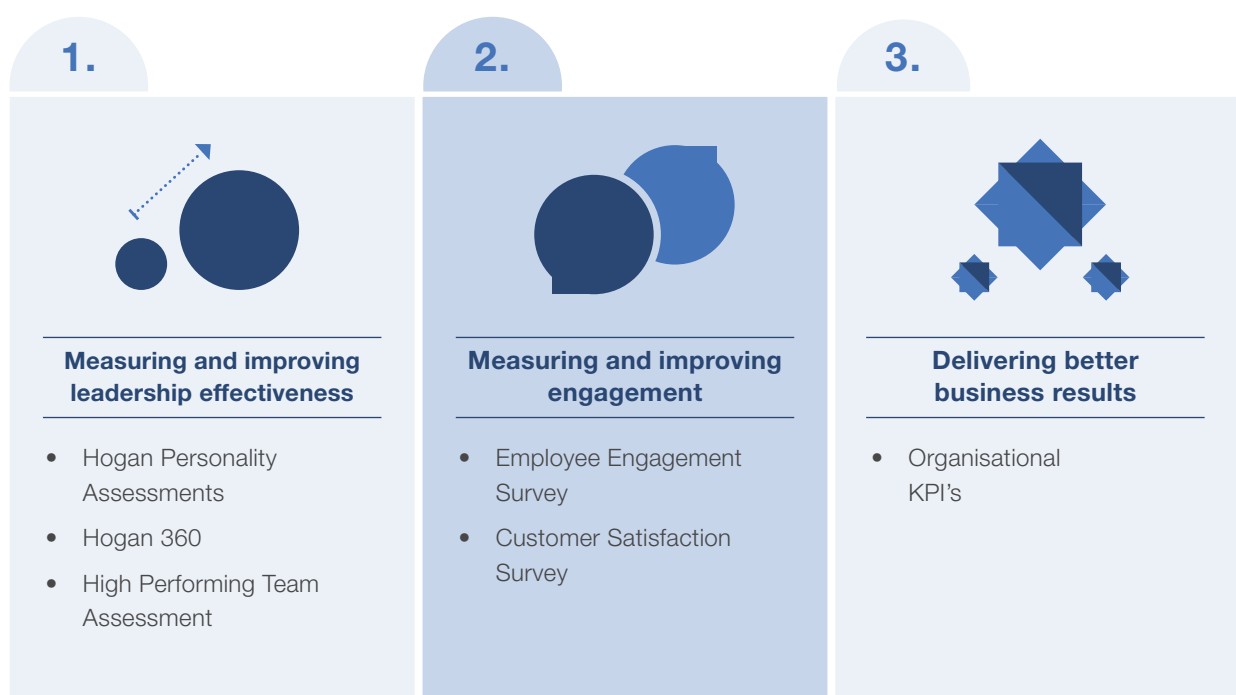 1.
Measuring and improving
leadership effectiveness
• Hogan Personality
Assessments
• Hogan 360
• High Performing Team
Assessment
2.
Measuring and improving
engagement
• Employee Engagement
Survey
• Customer Satisfaction
Survey
3.
Delivering better
business results
• Organisational
KPI’s